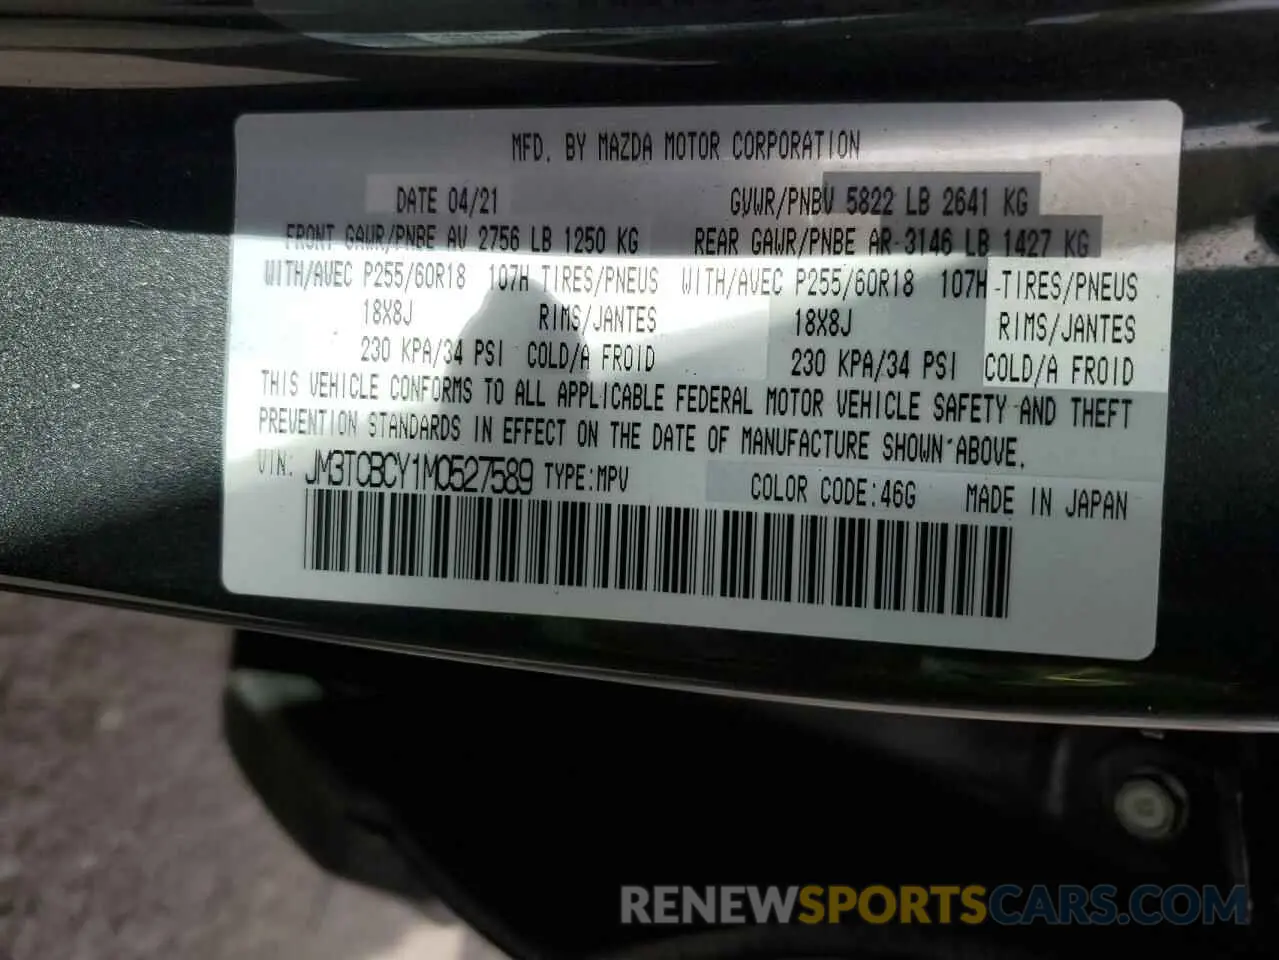 MFD. BY MAZDA MOTOR CORPORATION
DATE 04/21 GVWR/PNBV 5822 LB 2641 KG
FRONT GAWR/PNBE AV 2756 LB 1250 KG REAR GAWR/PNBE AR 3146 LB 1427 KG
WITH/AVEC P255/60R18 107H TIRES/PNEUS WITH/AVEC P255/60R18 107H TIRES/PNEUS
18X8J RIMS/JANTES 18X8J RIMS/JANTES
230 KPA/34 PSI COLD/A FROID 230 KPA/34 PSI COLD/A FROID
THIS VEHICLE CONFORMS TO ALL APPLICABLE FEDERAL MOTOR VEHICLE SAFETY AND THEFT
PREVENTION STANDARDS IN EFFECT ON THE DATE OF MANUFACTURE SHOWN ABOVE.
VIN: JM3TCBCY1M0527589 TYPE:MPV COLOR CODE:46G MADE IN JAPAN
RENEWSPORTSCARS.COM